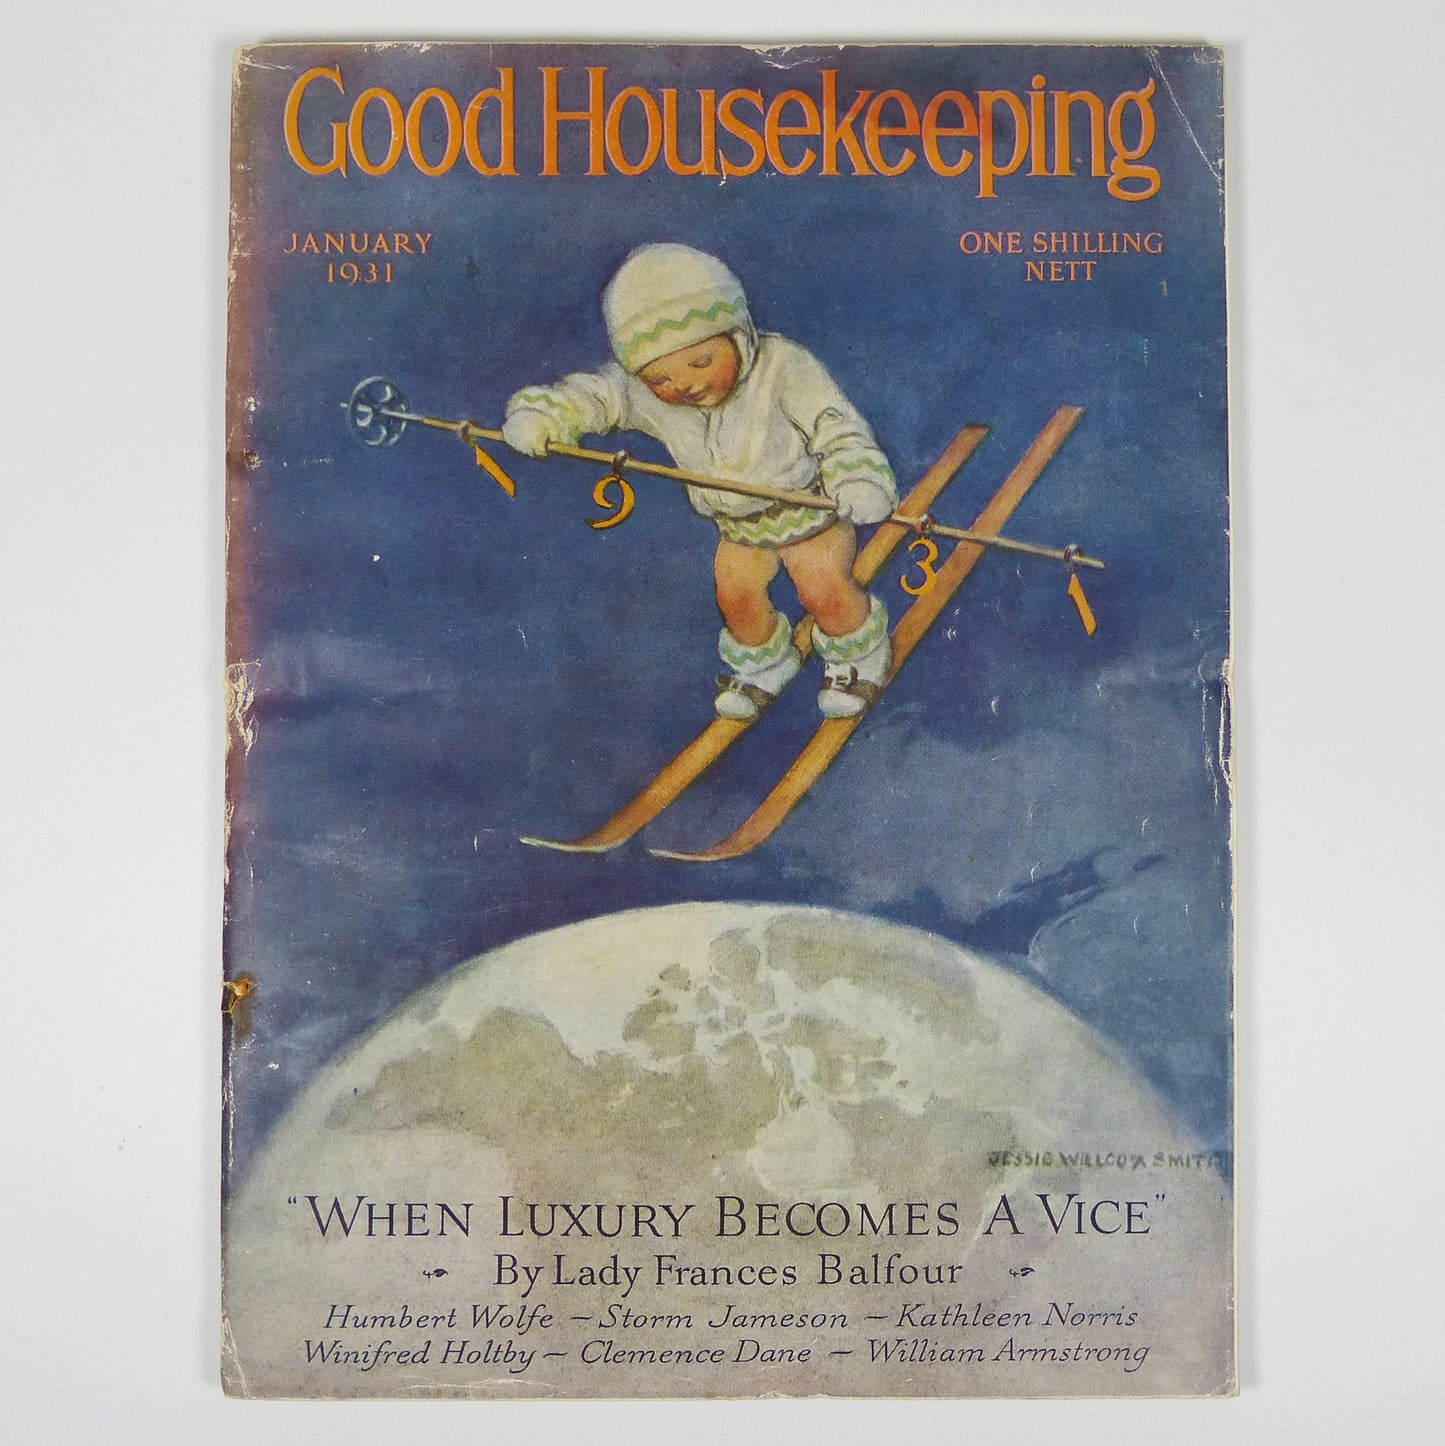 Good Housekeeping
JANUARY
1931
ONE SHILLING
NETT
1 9 3 1
JESSIE WILLCOX SMITH
"WHEN LUXURY BECOMES A VICE"
By Lady Frances Balfour
Humbert Wolfe – Storm Jameson – Kathleen Norris
Winifred Holtby – Clemence Dane – William Armstrong